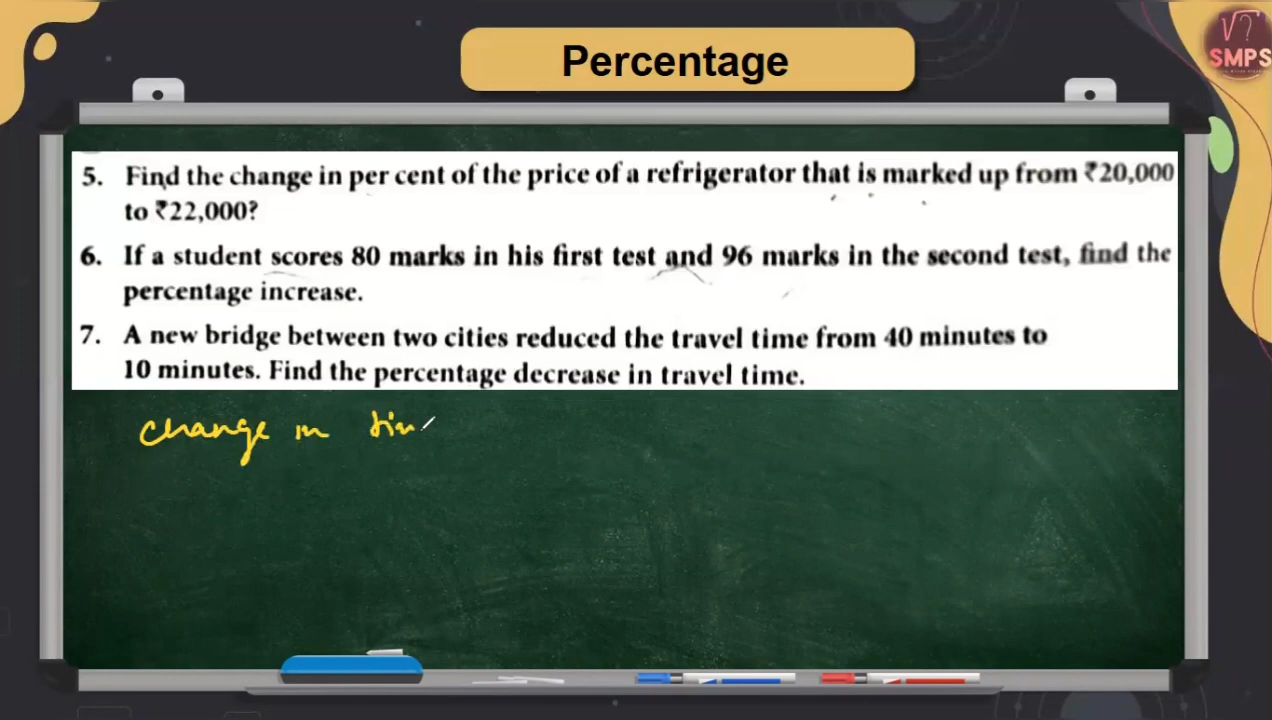 Percentage
√?
SMPS
5. Find the change in per cent of the price of a refrigerator that is marked up from ₹20,000
to ₹22,000?
6. If a student scores 80 marks in his first test and 96 marks in the second test, find the
percentage increase.
7. A new bridge between two cities reduced the travel time from 40 minutes to
10 minutes. Find the percentage decrease in travel time.
change in